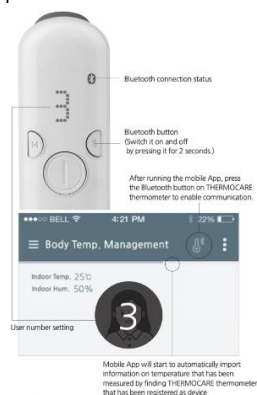 3
Bluetooth connection status
Bluetooth button
(Switch it on and off
by pressing it for 2 seconds.)
After running the mobile App, press
the Bluetooth button on THERMOCARE
thermometer to enable communication.
BELL 4:21 PM 22%
Body Temp. Management
Indoor Temp. 25℃
Indoor Hum. 50%
3
User number setting
Mobile App will start to automatically import
information on temperature that has been
measured by finding THERMOCARE thermometer
that has been registered as device.